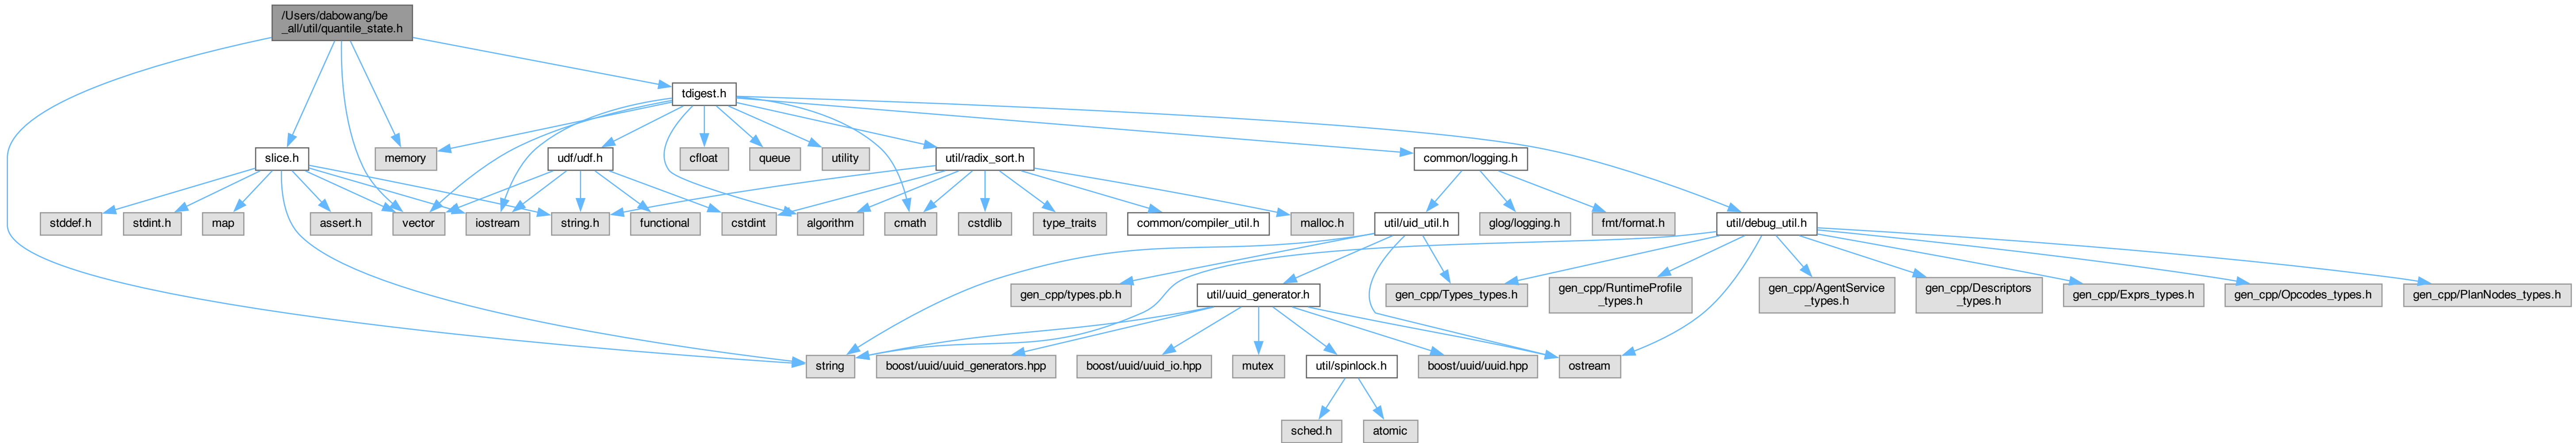 /Users/dabowang/be
_all/util/quantile_state.h
tdigest.h
slice.h
memory
udf/udf.h
cfloat
queue
utility
util/radix_sort.h
common/logging.h
stddef.h
stdint.h
map
assert.h
vector
iostream
string.h
functional
cstdint
algorithm
cmath
cstdlib
type_traits
common/compiler_util.h
malloc.h
util/uid_util.h
glog/logging.h
fmt/format.h
util/debug_util.h
gen_cpp/types.pb.h
util/uuid_generator.h
gen_cpp/Types_types.h
gen_cpp/RuntimeProfile
_types.h
gen_cpp/AgentService
_types.h
gen_cpp/Descriptors
_types.h
gen_cpp/Exprs_types.h
gen_cpp/Opcodes_types.h
gen_cpp/PlanNodes_types.h
string
boost/uuid/uuid_generators.hpp
boost/uuid/uuid_io.hpp
mutex
util/spinlock.h
boost/uuid/uuid.hpp
ostream
sched.h
atomic